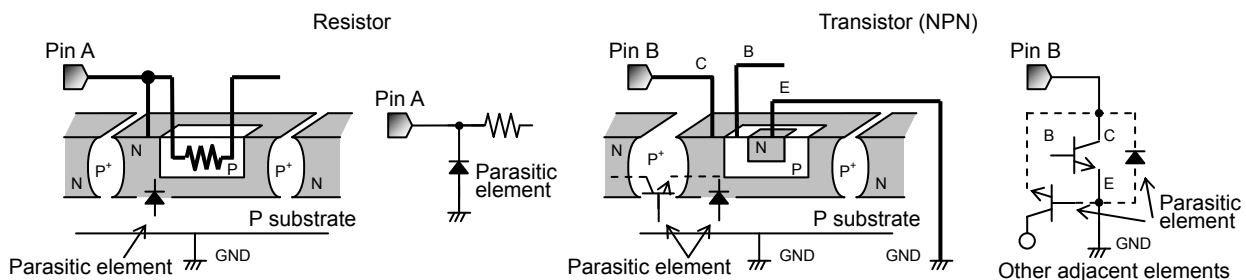 Resistor
Transistor (NPN)
Pin A
Pin A
Pin B
B
C
E
Pin B
N
P+
N
P
P+
N
Parasitic
element
N
P+
N
P
P+
N
B
C
E
Parasitic
element
P substrate
P substrate
GND
Parasitic element
GND
GND
Parasitic element
GND
Other adjacent elements